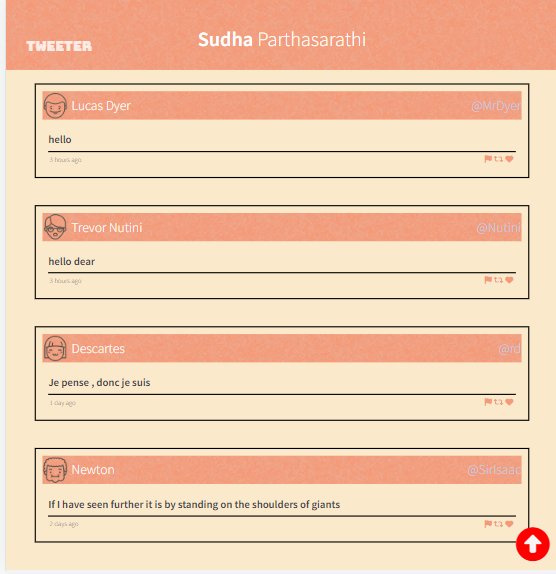 TWEETER
Sudha Parthasarathi
Lucas Dyer @MrDyer
hello
3 hours ago
Trevor Nutini @Nutini
hello dear
3 hours ago
Descartes @rd
Je pense , donc je suis
1 day ago
Newton @SirIsaac
If I have seen further it is by standing on the shoulders of giants
2 days ago